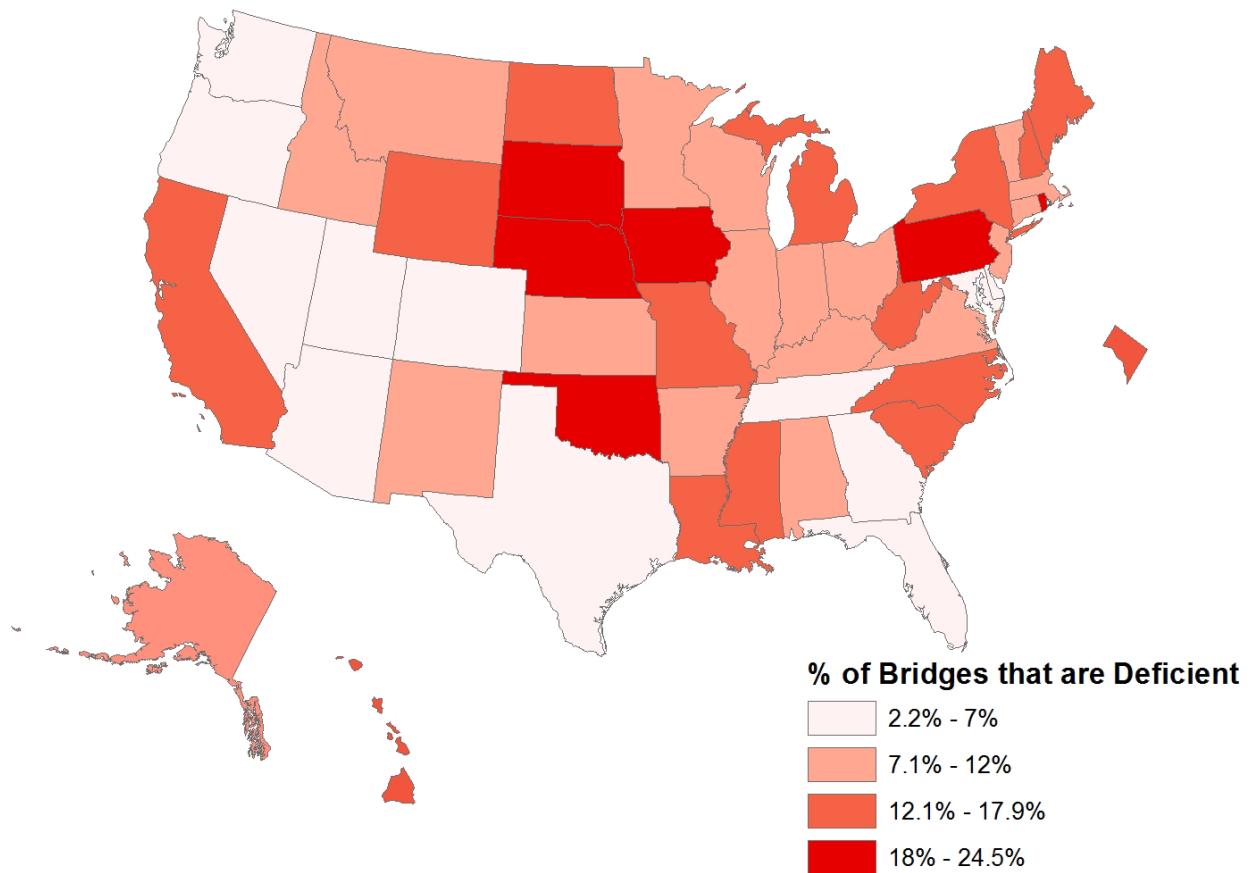 % of Bridges that are Deficient
2.2% - 7%
7.1% - 12%
12.1% - 17.9%
18% - 24.5%